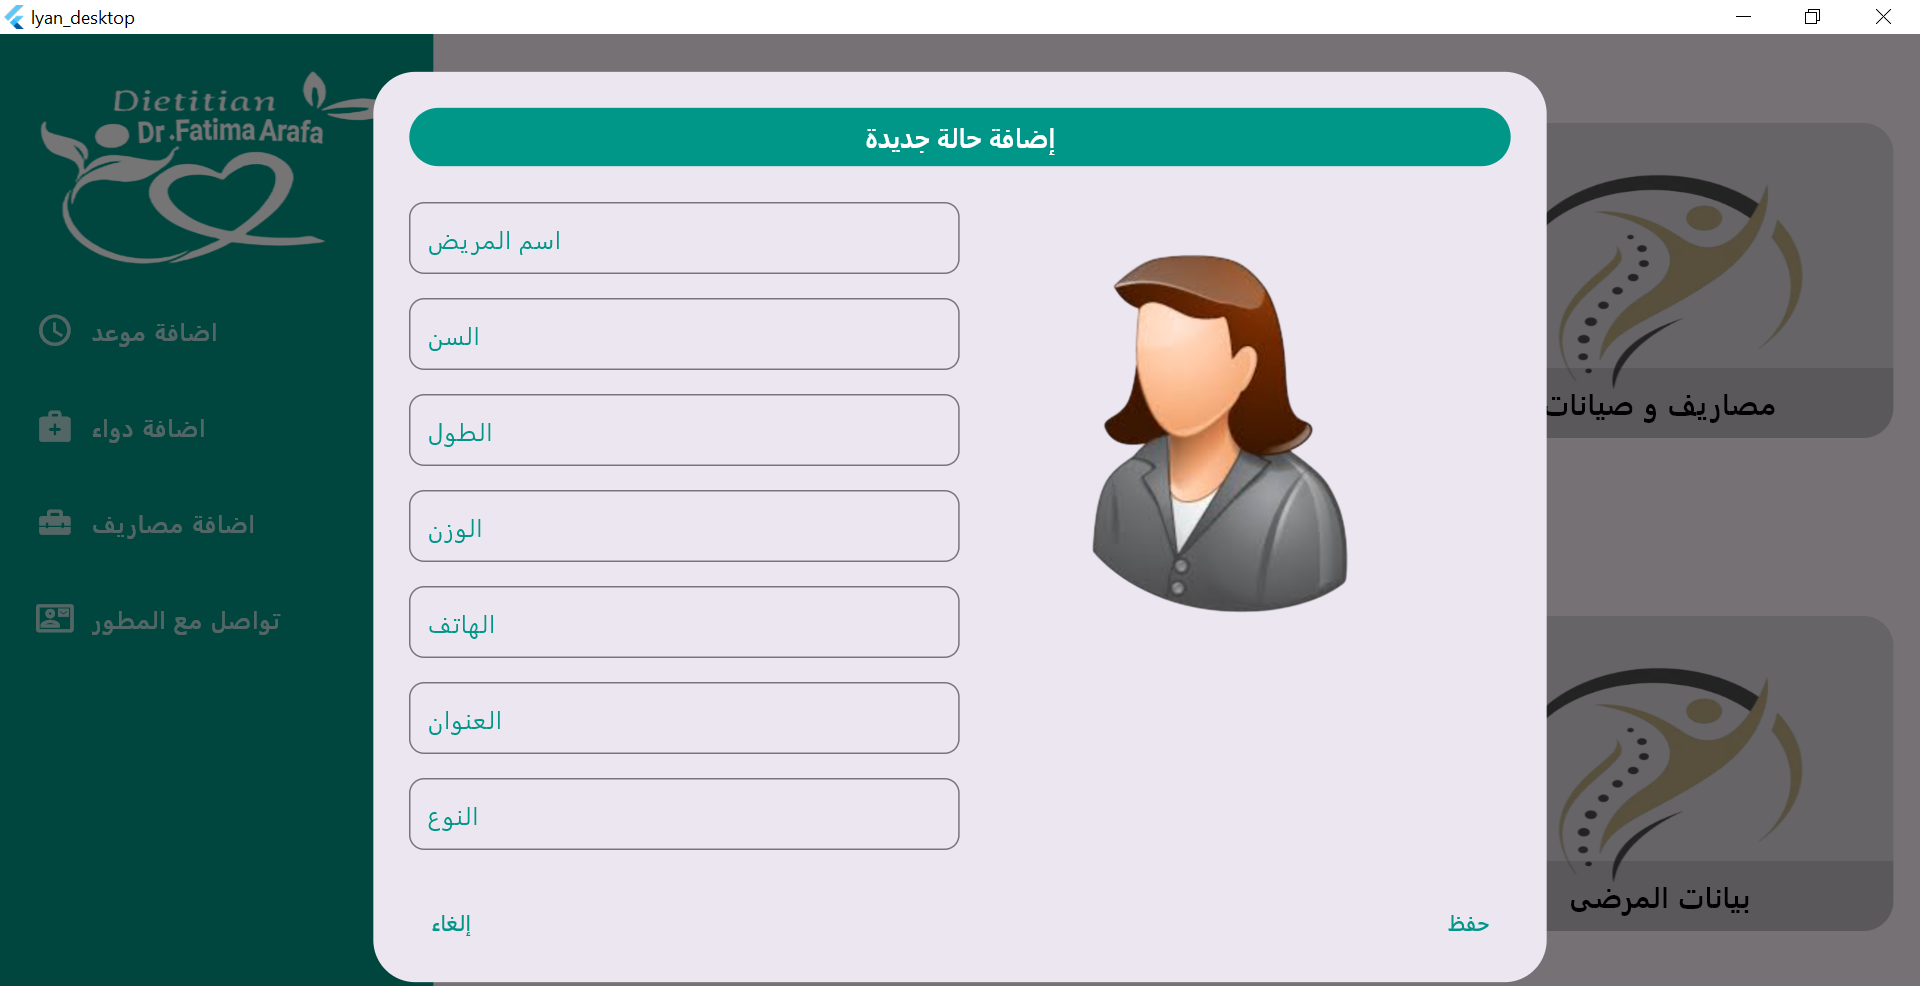 lyan_desktop
Dietitian
Dr.Fatima Arafa
اضافة موعد
اضافة دواء
اضافة مصاريف
تواصل مع المطور
إضافة حالة جديدة
اسم المريض
السن
الطول
الوزن
الهاتف
العنوان
النوع
إلغاء
حفظ
مصاريف و صيانات
بيانات المرضى